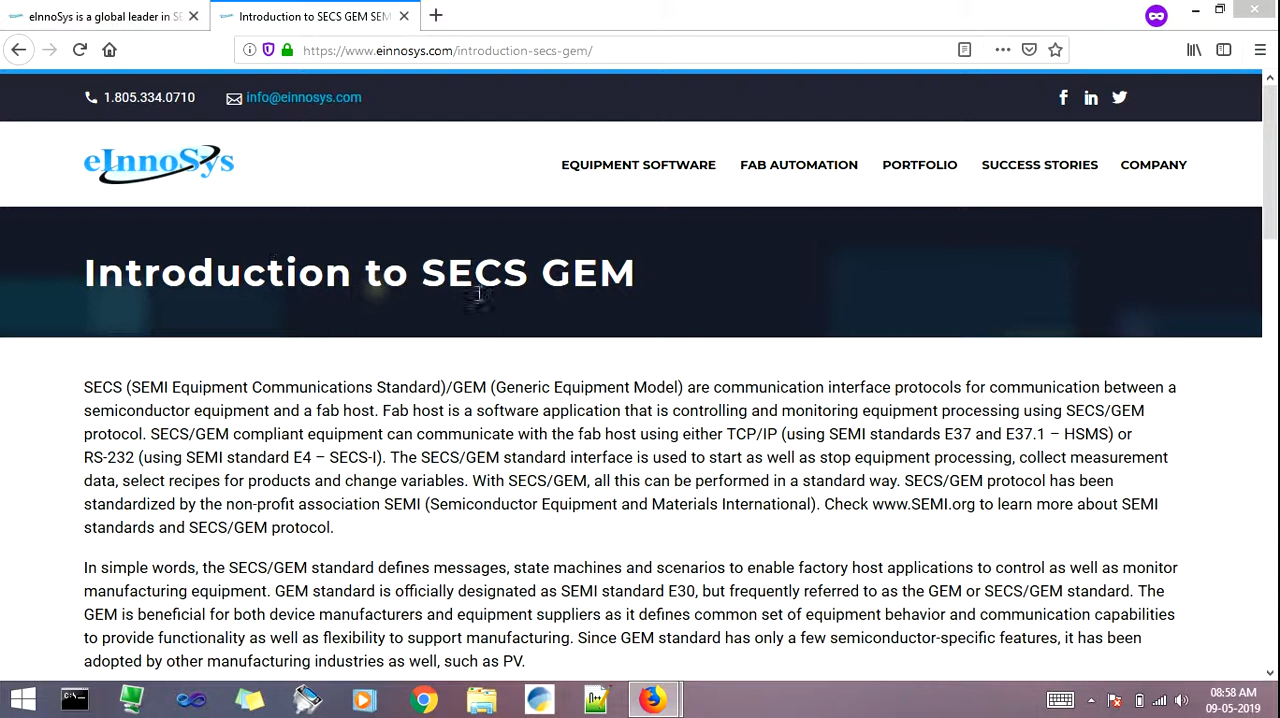 eInnoSys is a global leader in SE
Introduction to SECS GEM SEM
https://www.einnosys.com/introduction-secs-gem/
1.805.334.0710
info@einnosys.com
eInnoSys
EQUIPMENT SOFTWARE
FAB AUTOMATION
PORTFOLIO
SUCCESS STORIES
COMPANY
Introduction to SECS GEM
SECS (SEMI Equipment Communications Standard)/GEM (Generic Equipment Model) are communication interface protocols for communication between a
semiconductor equipment and a fab host. Fab host is a software application that is controlling and monitoring equipment processing using SECS/GEM
protocol. SECS/GEM compliant equipment can communicate with the fab host using either TCP/IP (using SEMI standards E37 and E37.1 – HSMS) or
RS-232 (using SEMI standard E4 – SECS-I). The SECS/GEM standard interface is used to start as well as stop equipment processing, collect measurement
data, select recipes for products and change variables. With SECS/GEM, all this can be performed in a standard way. SECS/GEM protocol has been
standardized by the non-profit association SEMI (Semiconductor Equipment and Materials International). Check www.SEMI.org to learn more about SEMI
standards and SECS/GEM protocol.
In simple words, the SECS/GEM standard defines messages, state machines and scenarios to enable factory host applications to control as well as monitor
manufacturing equipment. GEM standard is officially designated as SEMI standard E30, but frequently referred to as the GEM or SECS/GEM standard. The
GEM is beneficial for both device manufacturers and equipment suppliers as it defines common set of equipment behavior and communication capabilities
to provide functionality as well as flexibility to support manufacturing. Since GEM standard has only a few semiconductor-specific features, it has been
adopted by other manufacturing industries as well, such as PV.
08:58 AM
09-05-2019